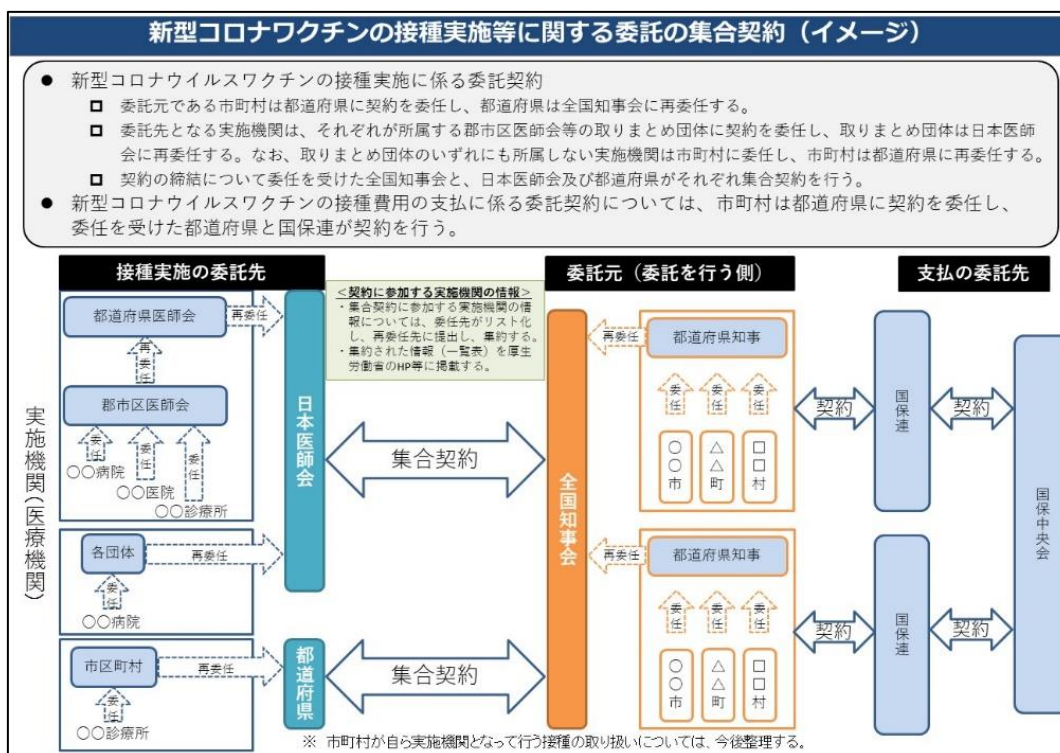 新型コロナワクチンの接種実施等に関する委託の集合契約（イメージ）
● 新型コロナウイルスワクチンの接種実施に係る委託契約
□ 委託元である市町村は都道府県に契約を委任し、都道府県は全国知事会に再委任する。
□ 委託先となる実施機関は、それぞれが所属する郡市区医師会等の取りまとめ団体に契約を委任し、取りまとめ団体は日本医師
会に再委任する。なお、取りまとめ団体のいずれにも所属しない実施機関は市町村に委任し、市町村は都道府県に再委任する。
□ 契約の締結について委任を受けた全国知事会と、日本医師会及び都道府県がそれぞれ集合契約を行う。
● 新型コロナウイルスワクチンの接種費用の支払に係る委託契約については、市町村は都道府県に契約を委任し、
委任を受けた都道府県と国保連が契約を行う。
接種実施の委託先
委託元（委託を行う側）
支払の委託先
実施機関(医療機関)
都道府県医師会
再委任
再委任
郡市区医師会
委任
委任
委任
〇〇病院
〇〇医院
〇〇診療所
各団体
再委任
委任
〇〇病院
市区町村
再委任
委任
〇〇診療所
日本医師会
都道府県
＜契約に参加する実施機関の情報＞
・集合契約に参加する実施機関の情
報については、委任先がリスト化
し、再委任先に提出し、集約する。
・集約された情報（一覧表）を厚生
労働省のHP等に掲載する。
集合契約
集合契約
全国知事会
再委任
都道府県知事
委任
委任
委任
〇〇市
△△町
□□村
再委任
都道府県知事
委任
委任
委任
〇〇市
△△町
□□村
契約
国保連
契約
契約
国保連
契約
国保中央会
※ 市町村が自ら実施機関となって行う接種の取り扱いについては、今後整理する。